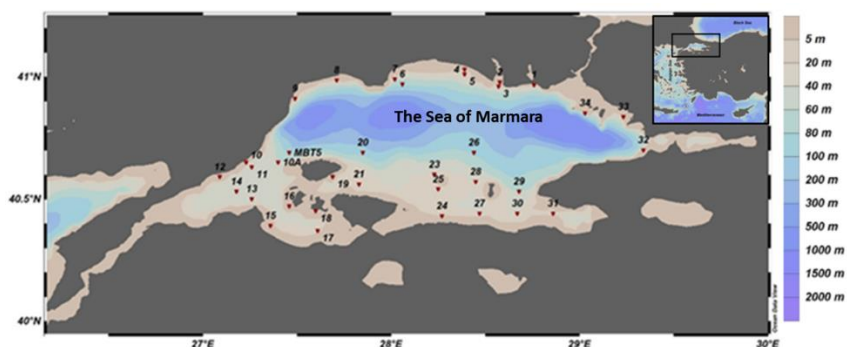 Black Sea
Mediterranean
5 m
20 m
40 m
60 m
80 m
100 m
200 m
300 m
500 m
1000 m
1500 m
2000 m
Ocean Data View
41°N
40.5°N
40°N
27°E
28°E
29°E
30°E
The Sea of Marmara
8
7
6
4
5
2
3
1
9
34
33
32
MBT5
20
26
10
10A
11
12
14
13
19
21
23
25
28
29
16
15
18
17
24
27
30
31